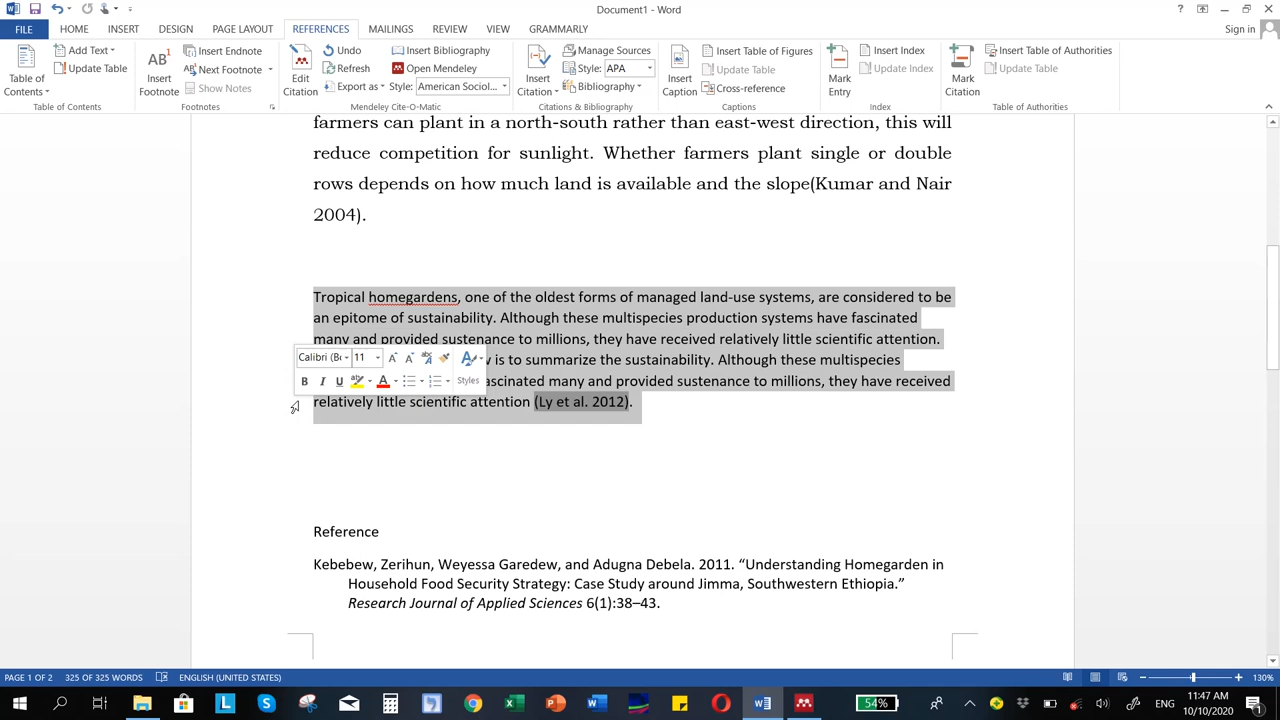 Document1 - Word
Sign in
FILE HOME INSERT DESIGN PAGE LAYOUT REFERENCES MAILINGS REVIEW VIEW GRAMMARLY
Table of Contents
Add Text
Update Table
Table of Contents
AB1
Insert Footnote
Insert Endnote
Next Footnote
Show Notes
Footnotes
Edit Citation
Undo
Refresh
Export as
Insert Bibliography
Open Mendeley
Style: American Sociol...
Mendeley Cite-O-Matic
Insert Citation
Manage Sources
Style: APA
Bibliography
Citations & Bibliography
Insert Caption
Insert Table of Figures
Update Table
Cross-reference
Captions
Mark Entry
Insert Index
Update Index
Index
Mark Citation
Insert Table of Authorities
Update Table
Table of Authorities
farmers can plant in a north-south rather than east-west direction, this will
reduce competition for sunlight. Whether farmers plant single or double
rows depends on how much land is available and the slope(Kumar and Nair
2004).
Tropical homegardens, one of the oldest forms of managed land-use systems, are considered to be
an epitome of sustainability. Although these multispecies production systems have fascinated
many and provided sustenance to millions, they have received relatively little scientific attention.
is to summarize the sustainability. Although these multispecies
fascinated many and provided sustenance to millions, they have received
relatively little scientific attention (Ly et al. 2012).
Calibri (B 11
Styles
B I U
Reference
Kebebew, Zerihun, Weyessa Garedew, and Adugna Debela. 2011. “Understanding Homegarden in
Household Food Security Strategy: Case Study around Jimma, Southwestern Ethiopia.”
Research Journal of Applied Sciences 6(1):38–43.
PAGE 1 OF 2 325 OF 325 WORDS ENGLISH (UNITED STATES) 130%
54% ENG 11:47 AM
10/10/2020